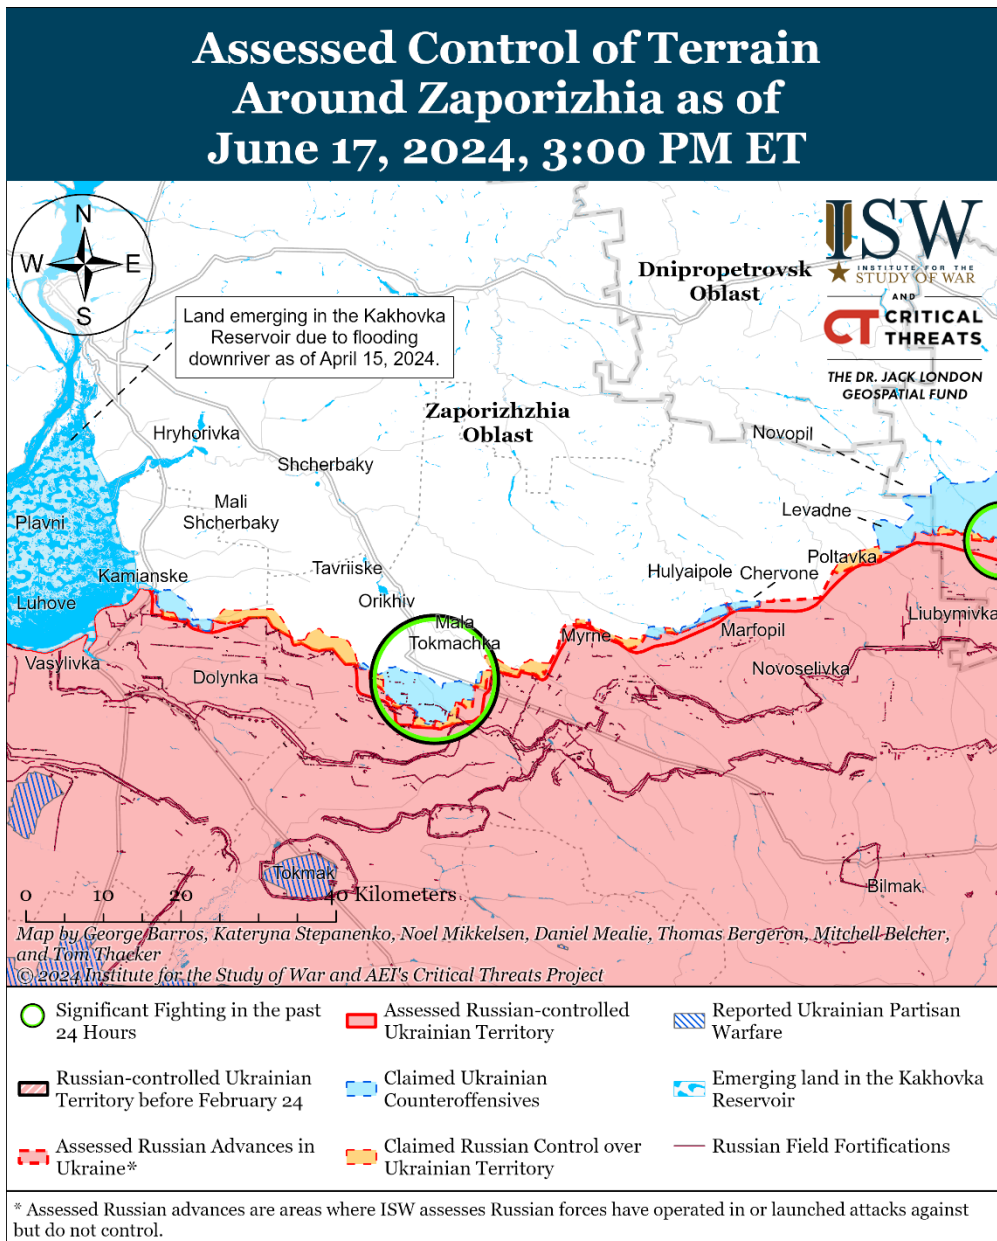 Assessed Control of Terrain
Around Zaporizhia as of
June 17, 2024, 3:00 PM ET
N
W E
S
ISW
INSTITUTE FOR THE
STUDY OF WAR
AND
CT CRITICAL
THREATS
THE DR. JACK LONDON
GEOSPATIAL FUND
Dnipropetrovsk
Oblast
Land emerging in the Kakhovka
Reservoir due to flooding
downriver as of April 15, 2024.
Zaporizhzhia
Oblast
Hryhorivka
Novopil
Shcherbaky
Mali
Shcherbaky
Levadne
Plavni
Poltavka
Tavriiske
Hulyaipole
Chervone
Kamianske
Orikhiv
Luhove
Liubymivka
Mala
Tokmachka
Myrne
Marfopil
Vasylivka
Dolynka
Novoselivka
Tokmak
Bilmak
0 10 20 40 Kilometers
Map by George Barros, Kateryna Stepanenko, Noel Mikkelsen, Daniel Mealie, Thomas Bergeron, Mitchell Belcher,
and Tom Thacker
© 2024 Institute for the Study of War and AEI's Critical Threats Project
Significant Fighting in the past
24 Hours
Assessed Russian-controlled
Ukrainian Territory
Reported Ukrainian Partisan
Warfare
Russian-controlled Ukrainian
Territory before February 24
Claimed Ukrainian
Counteroffensives
Emerging land in the Kakhovka
Reservoir
Assessed Russian Advances in
Ukraine*
Claimed Russian Control over
Ukrainian Territory
Russian Field Fortifications
* Assessed Russian advances are areas where ISW assesses Russian forces have operated in or launched attacks against
but do not control.